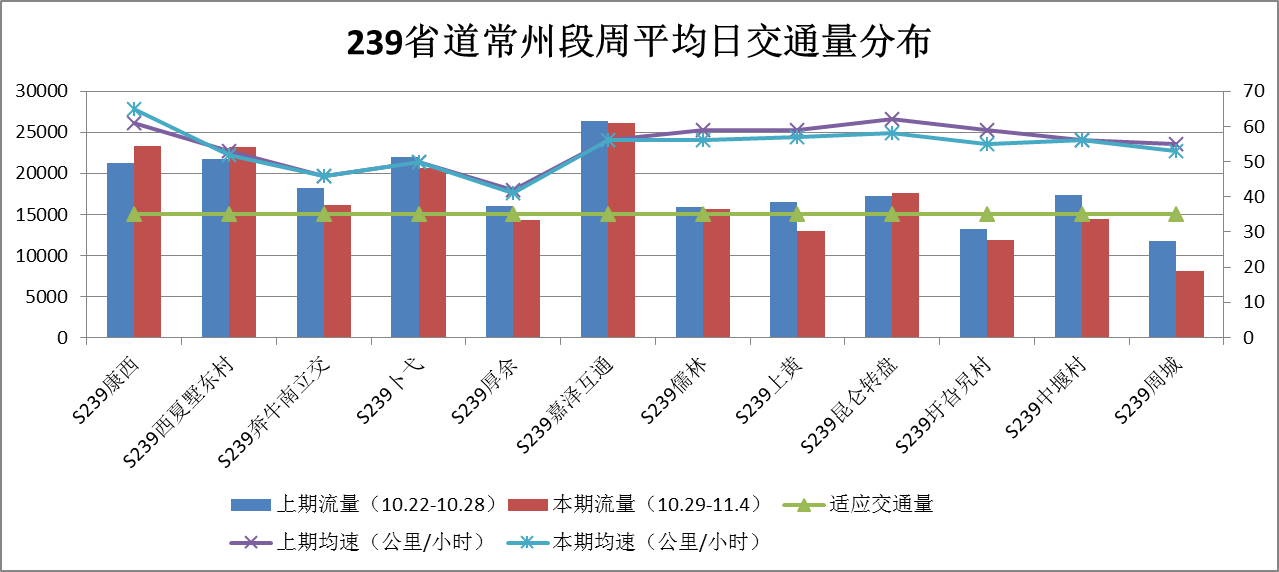 239省道常州段周平均日交通量分布
30000
25000
20000
15000
10000
5000
0
70
60
50
40
30
20
10
0
S239康西
S239西夏墅东村
S239奔牛南立交
S239卜弋
S239厚余
S239嘉泽互通
S239儒林
S239上黄
S239昆仑转盘
S239圩旮旯村
S239中堰村
S239周城
上期流量（10.22-10.28）
本期流量（10.29-11.4）
适应交通量
上期均速（公里/小时）
本期均速（公里/小时）